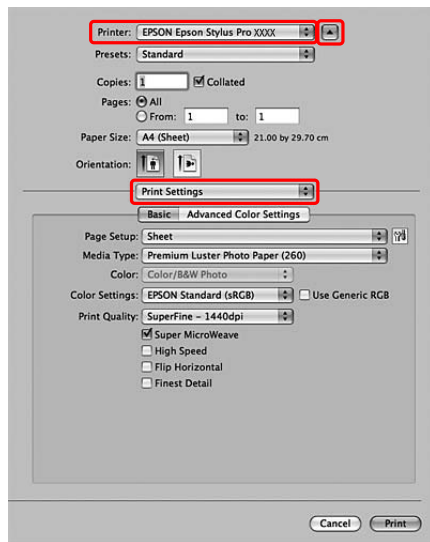 Printer: EPSON Epson Stylus Pro XXXX
Presets: Standard
Copies: 1 Collated
Pages: All
From: 1 to: 1
Paper Size: A4 (Sheet) 21.00 by 29.70 cm
Orientation:
Print Settings
Basic Advanced Color Settings
Page Setup: Sheet
Media Type: Premium Luster Photo Paper (260)
Color: Color/B&W Photo
Color Settings: EPSON Standard (sRGB) Use Generic RGB
Print Quality: SuperFine - 1440dpi
Super MicroWeave
High Speed
Flip Horizontal
Finest Detail
Cancel Print